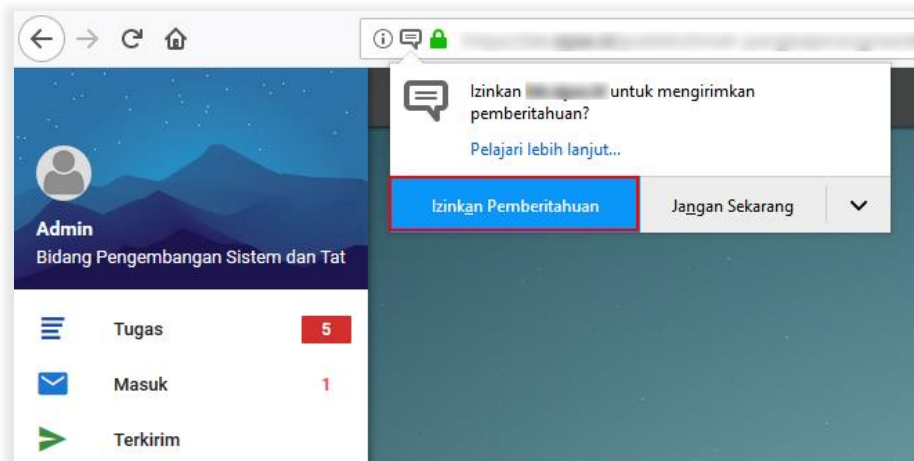 Izinkan untuk mengirimkan
pemberitahuan?
Pelajari lebih lanjut...
Izinkan Pemberitahuan
Jangan Sekarang
Admin
Bidang Pengembangan Sistem dan Tat
Tugas 5
Masuk 1
Terkirim